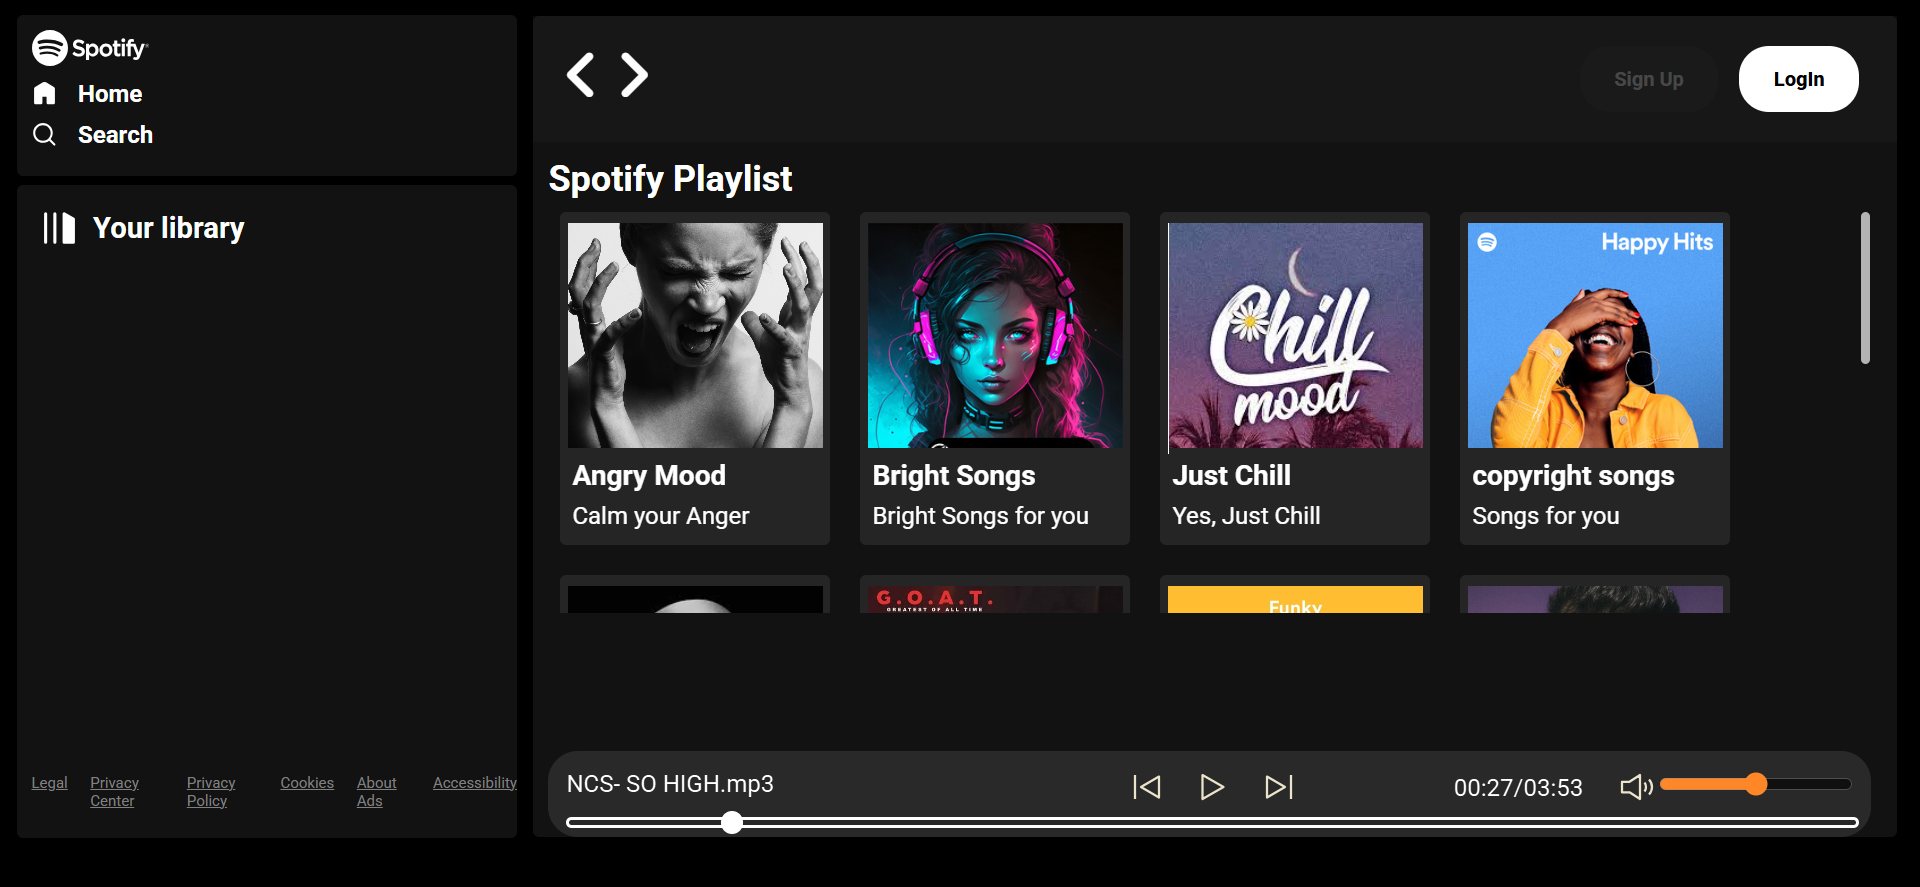 Spotify
Home
Search
Your library
Legal
Privacy Center
Privacy Policy
Cookies
About Ads
Accessibility
Sign Up
LogIn
Spotify Playlist
Happy Hits
Chill
mood
Angry Mood
Calm your Anger
Bright Songs
Bright Songs for you
Just Chill
Yes, Just Chill
copyright songs
Songs for you
G.O.A.T.
GREATEST OF ALL TIME
Funky
NCS- SO HIGH.mp3
00:27/03:53